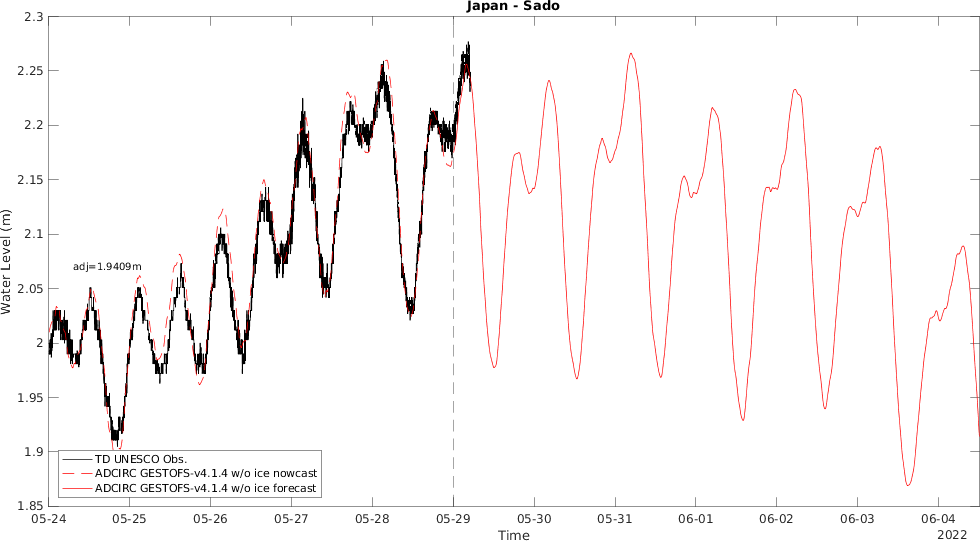 Japan - Sado
2.3
2.25
2.2
2.15
2.1
2.05
2
1.95
1.9
1.85
Water Level (m)
adj=1.9409m
TD UNESCO Obs.
ADCIRC GESTOFS-v4.1.4 w/o ice nowcast
ADCIRC GESTOFS-v4.1.4 w/o ice forecast
05-24 05-25 05-26 05-27 05-28 05-29 05-30 05-31 06-01 06-02 06-03 06-04
Time
2022